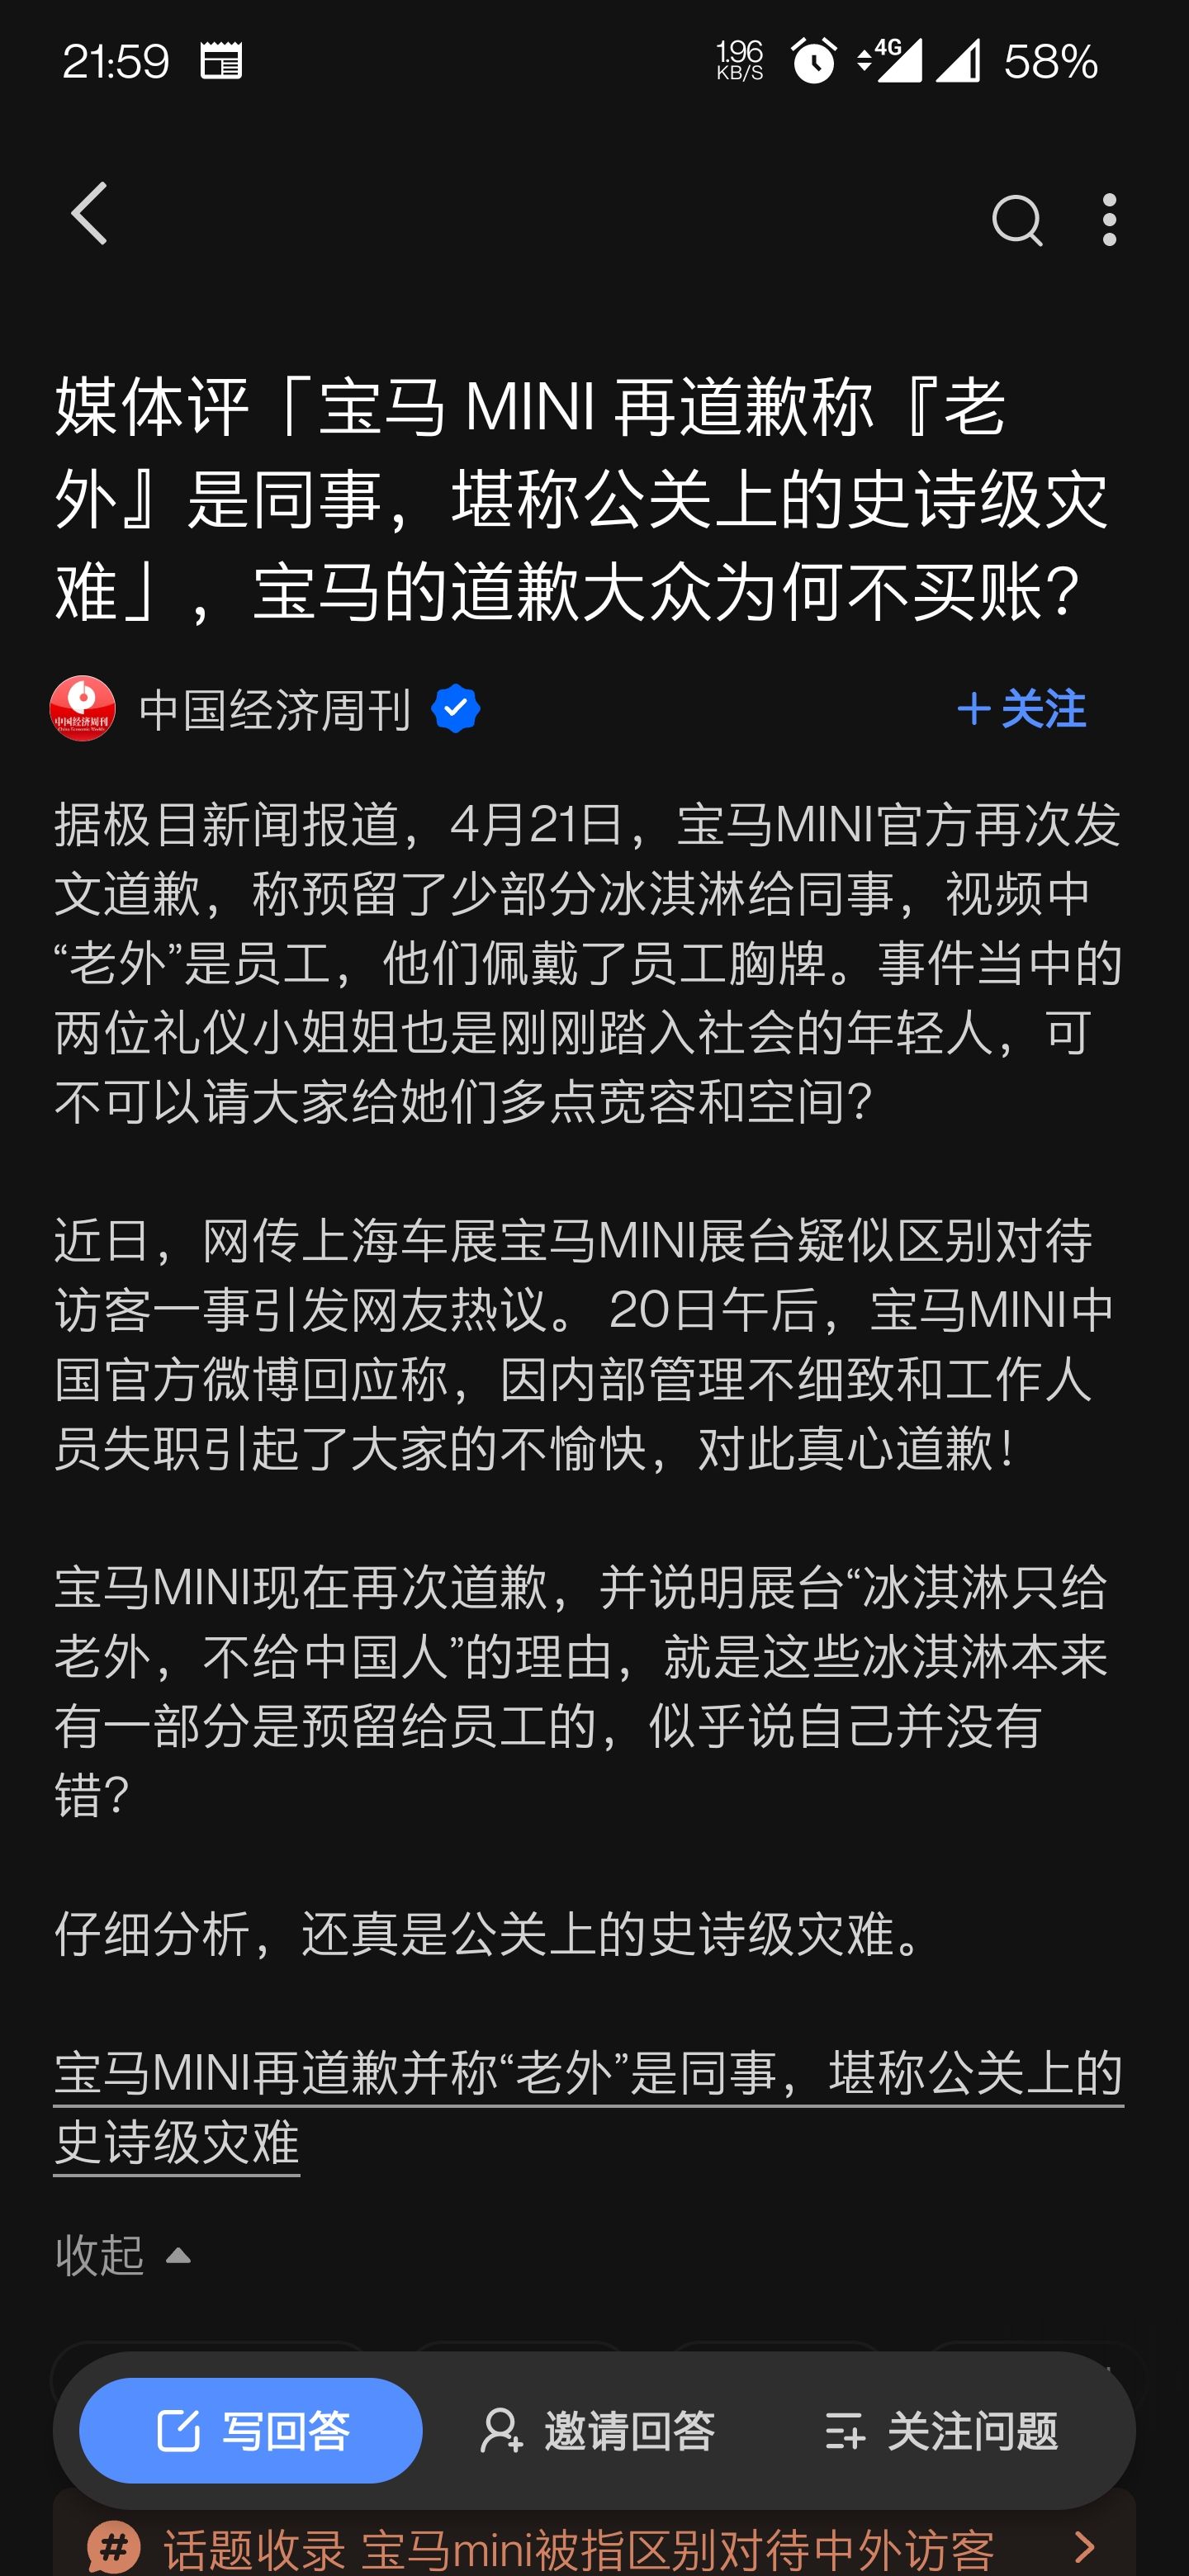 21:59
1.96
KB/S
4G
58%
媒体评「宝马 MINI 再道歉称『老
外』是同事，堪称公关上的史诗级灾
难」，宝马的道歉大众为何不买账？
中国经济周刊
中国经济周刊
China Economic Weekly
+关注
据极目新闻报道，4月21日，宝马MINI官方再次发
文道歉，称预留了少部分冰淇淋给同事，视频中
“老外”是员工，他们佩戴了员工胸牌。事件当中的
两位礼仪小姐姐也是刚刚踏入社会的年轻人，可
不可以请大家给她们多点宽容和空间？
近日，网传上海车展宝马MINI展台疑似区别对待
访客一事引发网友热议。 20日午后，宝马MINI中
国官方微博回应称，因内部管理不细致和工作人
员失职引起了大家的不愉快，对此真心道歉！
宝马MINI现在再次道歉，并说明展台“冰淇淋只给
老外，不给中国人”的理由，就是这些冰淇淋本来
有一部分是预留给员工的，似乎说自己并没有
错？
仔细分析，还真是公关上的史诗级灾难。
宝马MINI再道歉并称“老外”是同事，堪称公关上的
史诗级灾难
收起
写回答
邀请回答
关注问题
# 话题收录 宝马mini被指区别对待中外访客